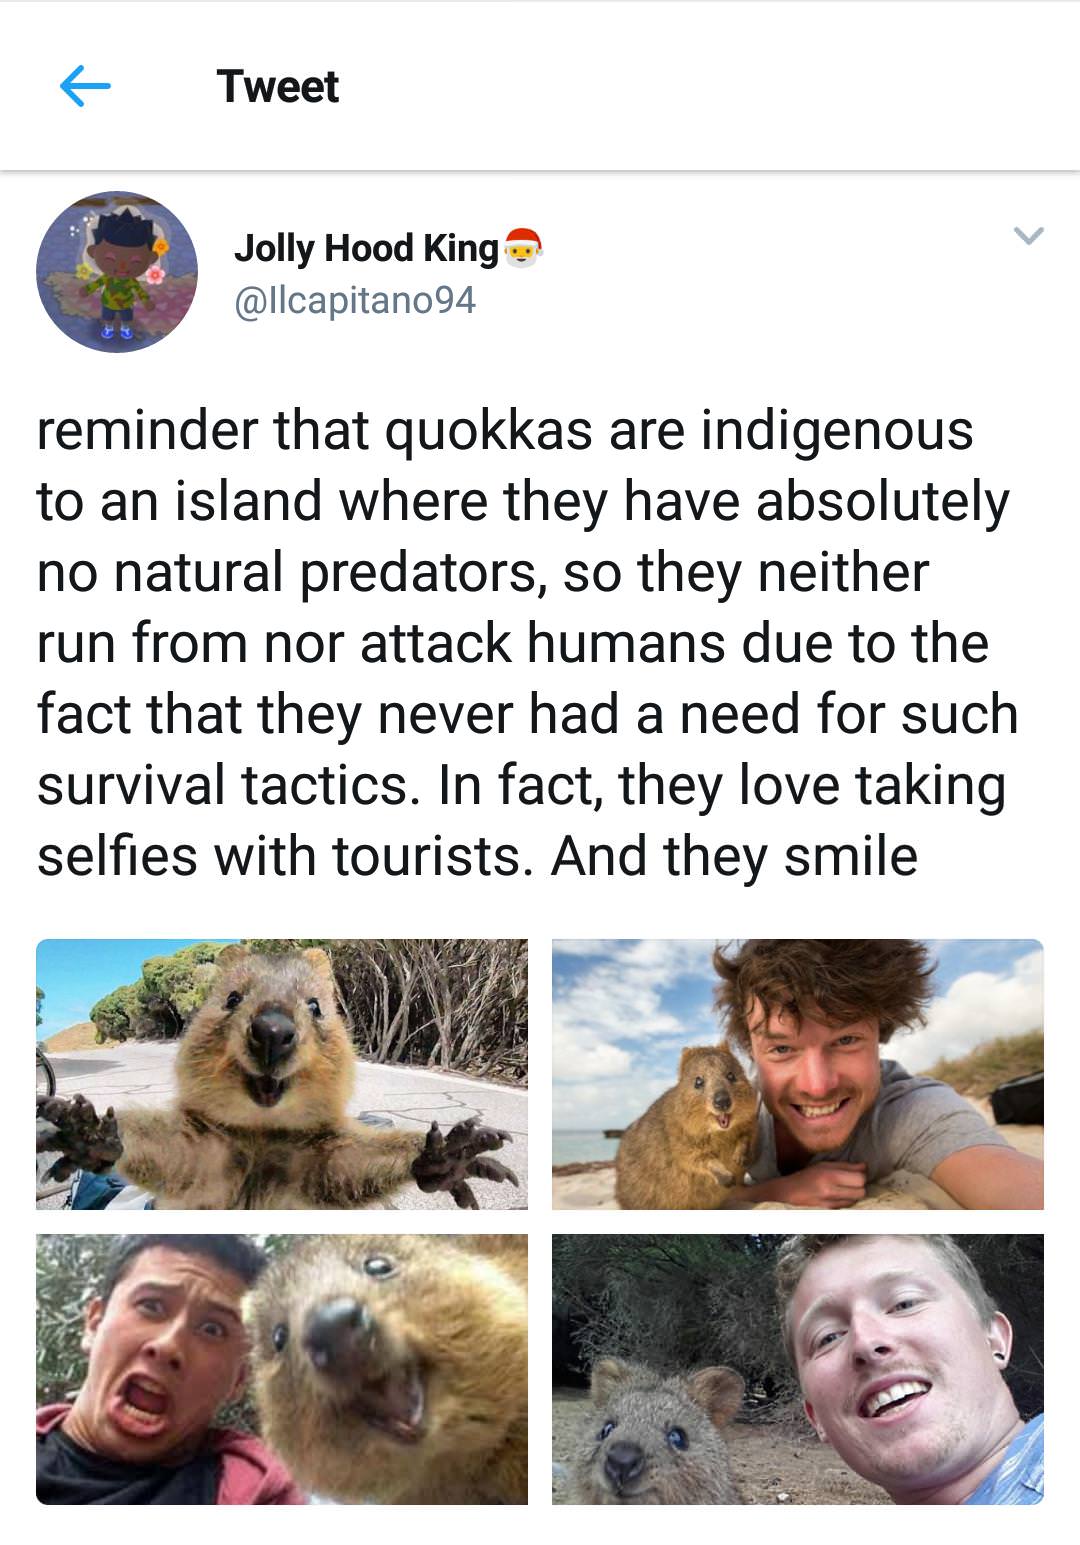 Tweet
Jolly Hood King🎅
@Ilcapitano94
reminder that quokkas are indigenous
to an island where they have absolutely
no natural predators, so they neither
run from nor attack humans due to the
fact that they never had a need for such
survival tactics. In fact, they love taking
selfies with tourists. And they smile